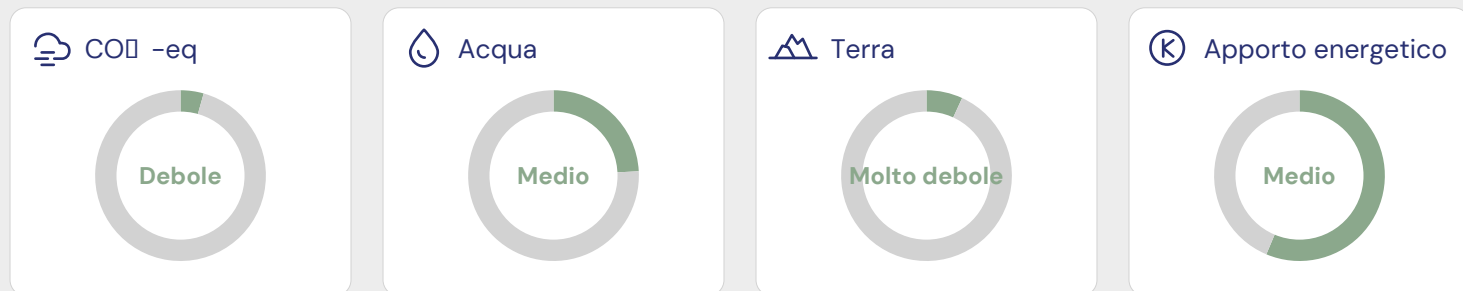 CO▯ -eq
Debole
Acqua
Medio
Terra
Molto debole
Apporto energetico
Medio